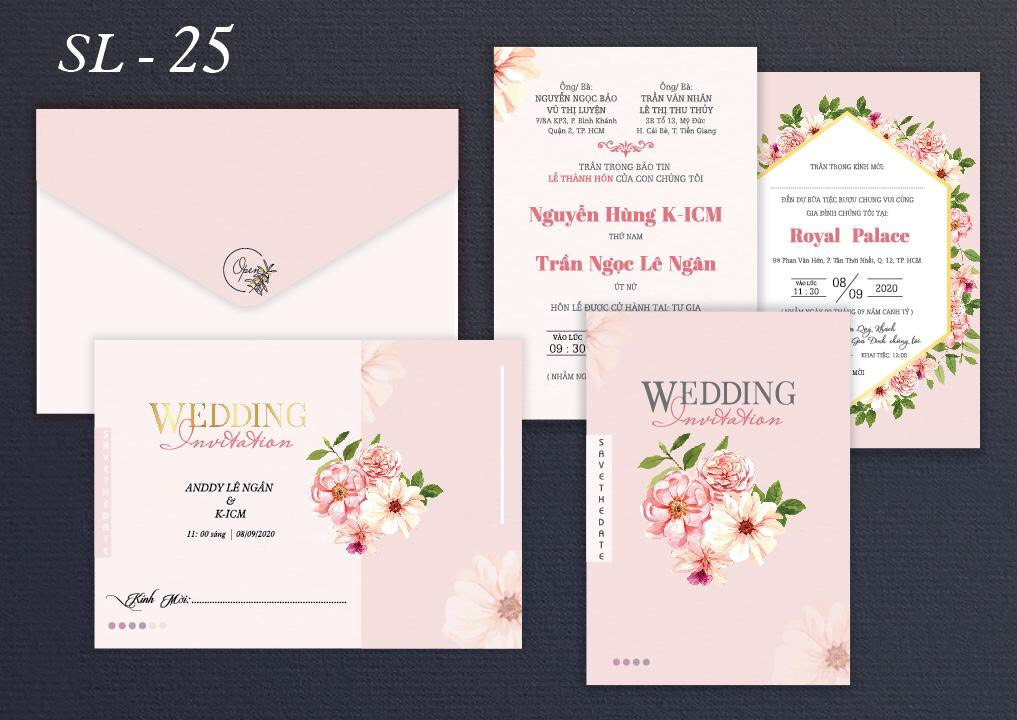 SL - 25
Open
Ông/ Bà:
NGUYỄN NGỌC BẢO
VŨ THỊ LUYỆN
7/8A KP3, P. Bình Khánh
Quận 2, TP. HCM
Ông/ Bà:
TRẦN VĂN NHÂN
LÊ THỊ THU THỦY
3B Tổ 13, Mỹ Đức
H. Cái Bè, T. Tiền Giang
TRÂN TRỌNG BÁO TIN
LỄ THÀNH HÔN CỦA CON CHÚNG TÔI
Nguyễn Hùng K-ICM
THỨ NAM
Trần Ngọc Lê Ngân
ÚT NỮ
HÔN LỄ ĐƯỢC CỬ HÀNH TẠI: TƯ GIA
VÀO LÚC
09 : 30
( NHẰM NG
TRÂN TRỌNG KÍNH MỜI:
ĐẾN DỰ BỮA TIỆC RƯỢU CHUNG VUI CÙNG
GIA ĐÌNH CHÚNG TÔI TẠI:
Royal Palace
98 Phan Văn Hớn, P. Tân Thới Nhất, Q. 12, TP. HCM
VÀO LÚC
11 : 30
08/09
2020
( NHẰM NGÀY 20 THÁNG 07 NĂM CANH TÝ )
Quý Khách
Gia Đình chúng tôi.
KHAI TIỆC: 12:00
MỜI
WEDDING
Invitation
SAVETHEDATE
ANDDY LÊ NGÂN
&
K-ICM
11: 00 sáng | 08/09/2020
Kính Mời:
WEDDING
Invitation
SAVETHEDATE